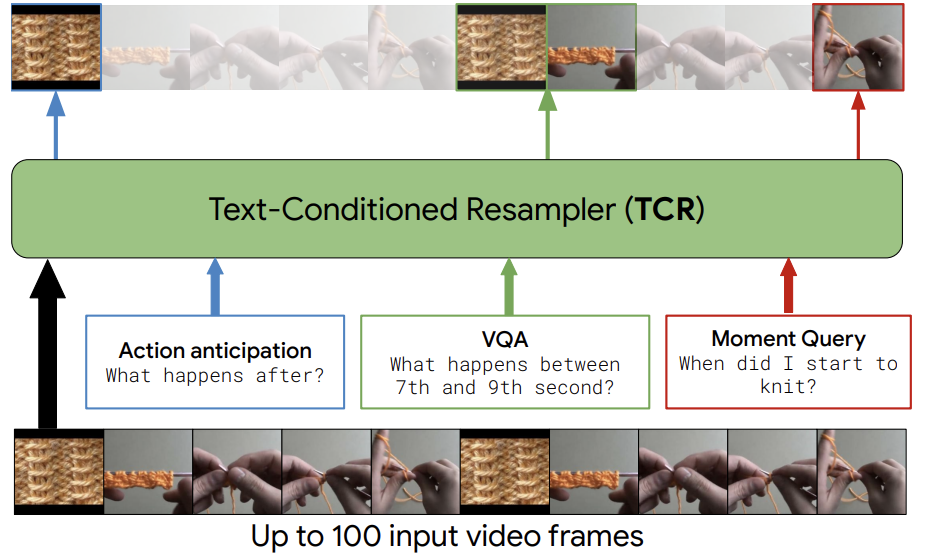 Text-Conditioned Resampler (TCR)
Action anticipation
What happens after?
VQA
What happens between
7th and 9th second?
Moment Query
When did I start to
knit?
Up to 100 input video frames